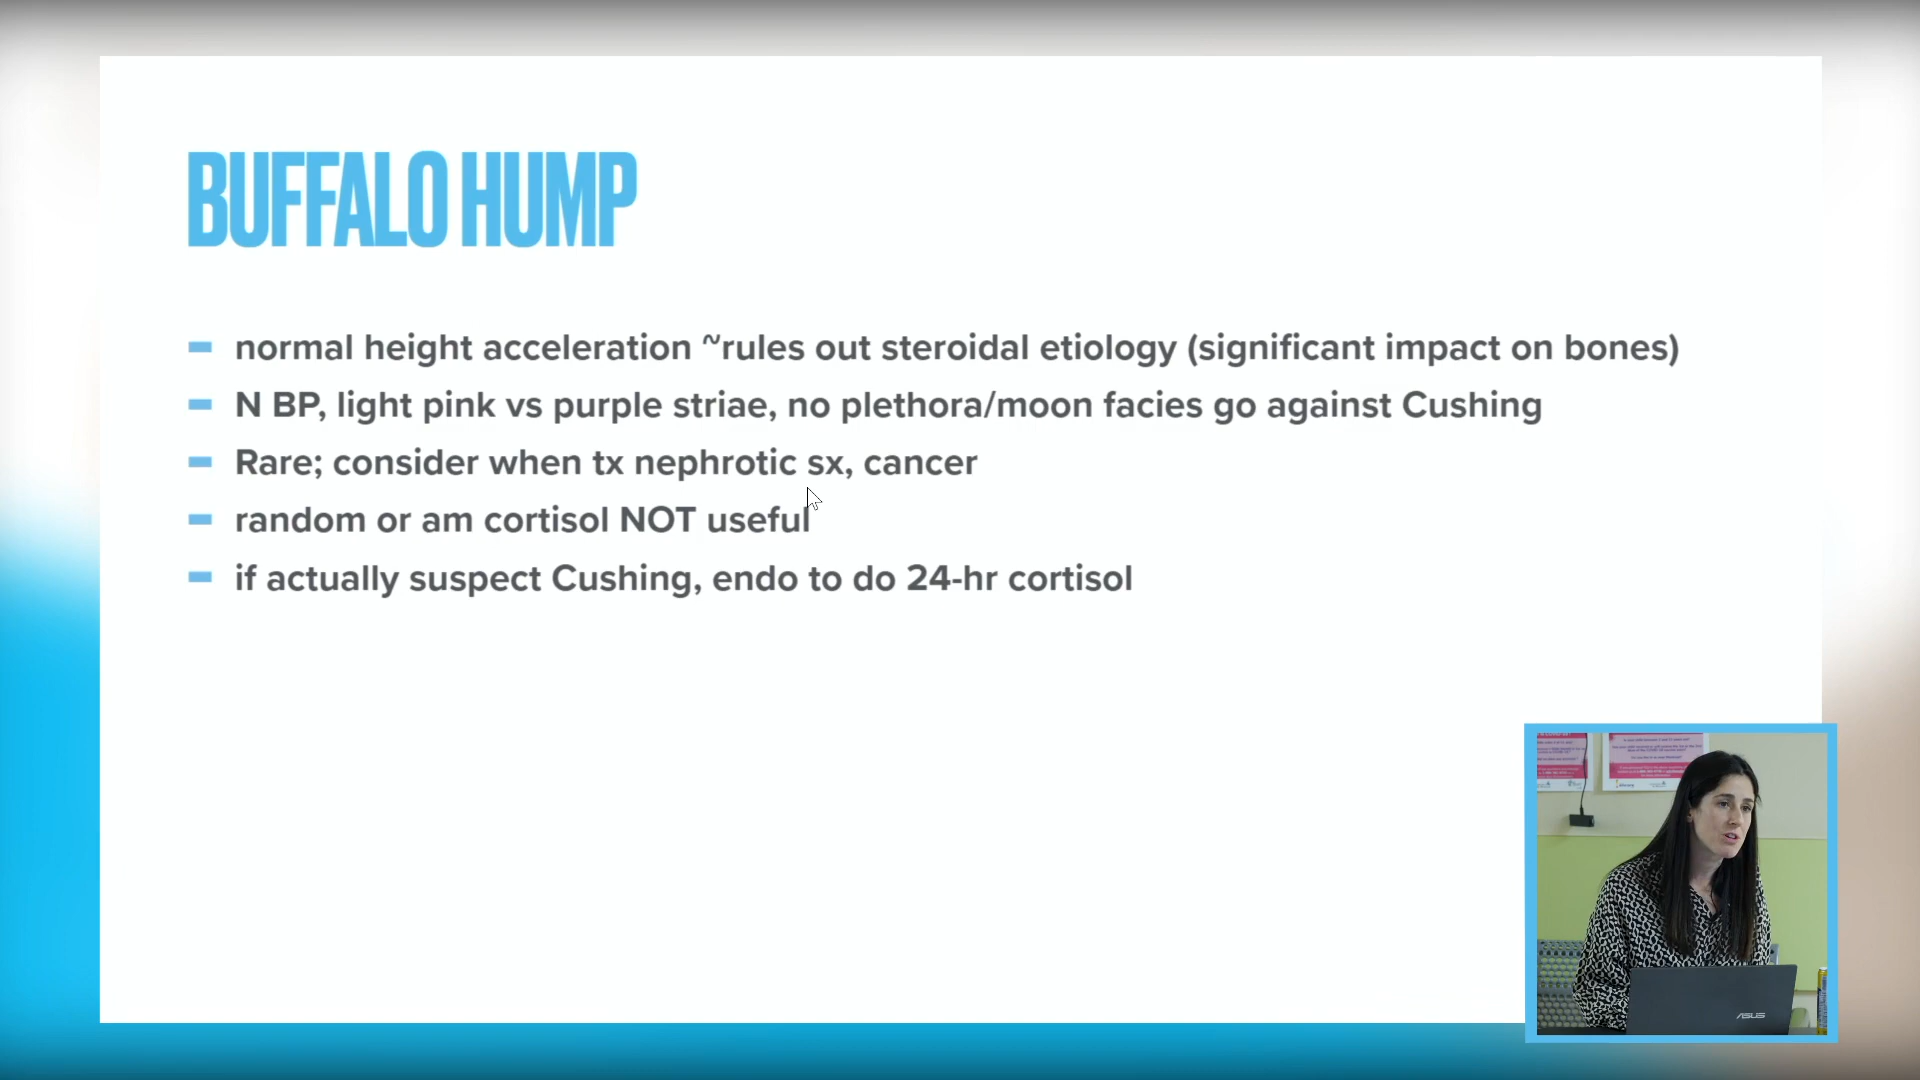 BUFFALO HUMP
normal height acceleration ~rules out steroidal etiology (significant impact on bones)
N BP, light pink vs purple striae, no plethora/moon facies go against Cushing
Rare; consider when tx nephrotic sx, cancer
random or am cortisol NOT useful
if actually suspect Cushing, endo to do 24-hr cortisol
ASUS